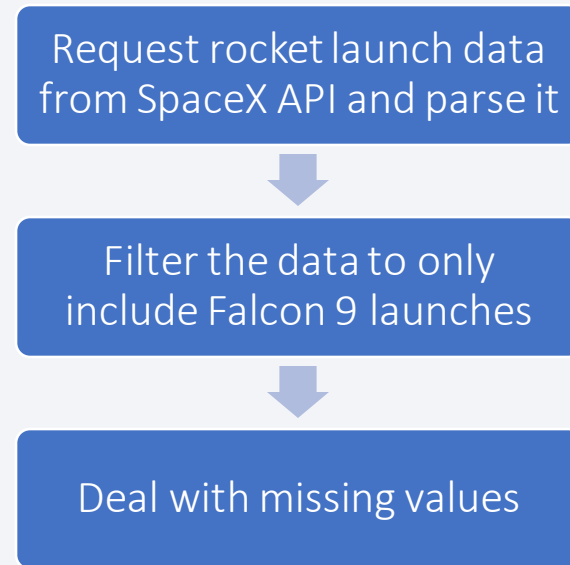 Request rocket launch data
from SpaceX API and parse it
Filter the data to only
include Falcon 9 launches
Deal with missing values